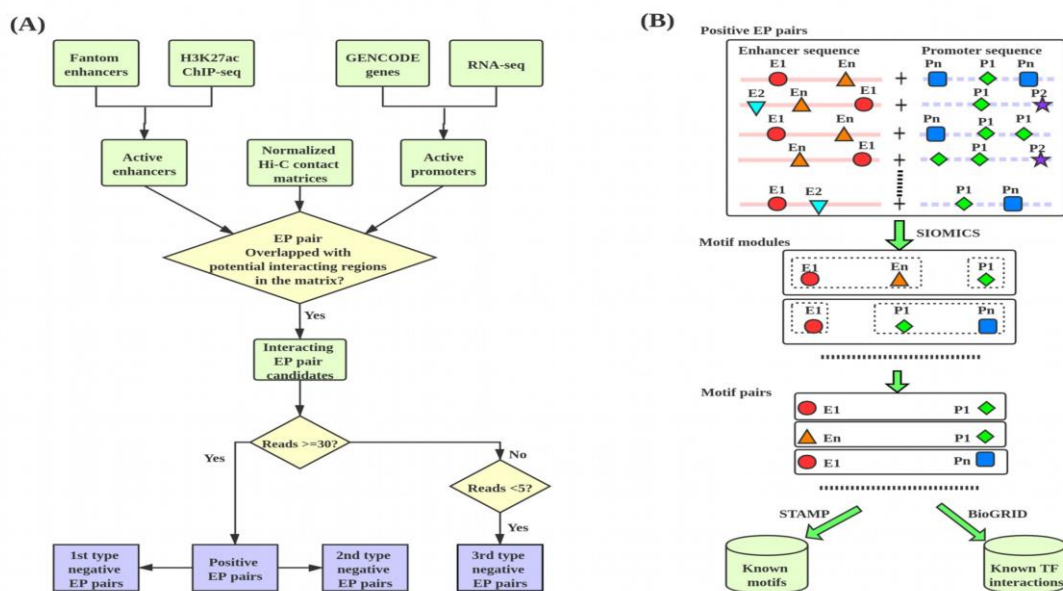 (A)
Fantom
enhancers
H3K27ac
ChIP-seq
GENCODE
genes
RNA-seq
Active
enhancers
Normalized
Hi-C contact
matrices
Active
promoters
EP pair
Overlapped with
potential interacting regions
in the matrix?
Yes
Interacting
EP pair
candidates
Reads >=30?
Yes
No
Reads <5?
Yes
1st type
negative
EP pairs
Positive
EP pairs
2nd type
negative
EP pairs
3rd type
negative
EP pairs
(B)
Positive EP pairs
Enhancer sequence
Promoter sequence
E1 En Pn P1 Pn
+
E2 En E1 P1 P2
+
E1 En Pn P1 P1
+
En E1 P1 P2
+
E1 E2 P1 Pn
+
SIOMICS
Motif modules
E1 En P1
E1 P1 Pn
Motif pairs
E1 P1
En P1
E1 Pn
STAMP
BioGRID
Known
motifs
Known TF
interactions